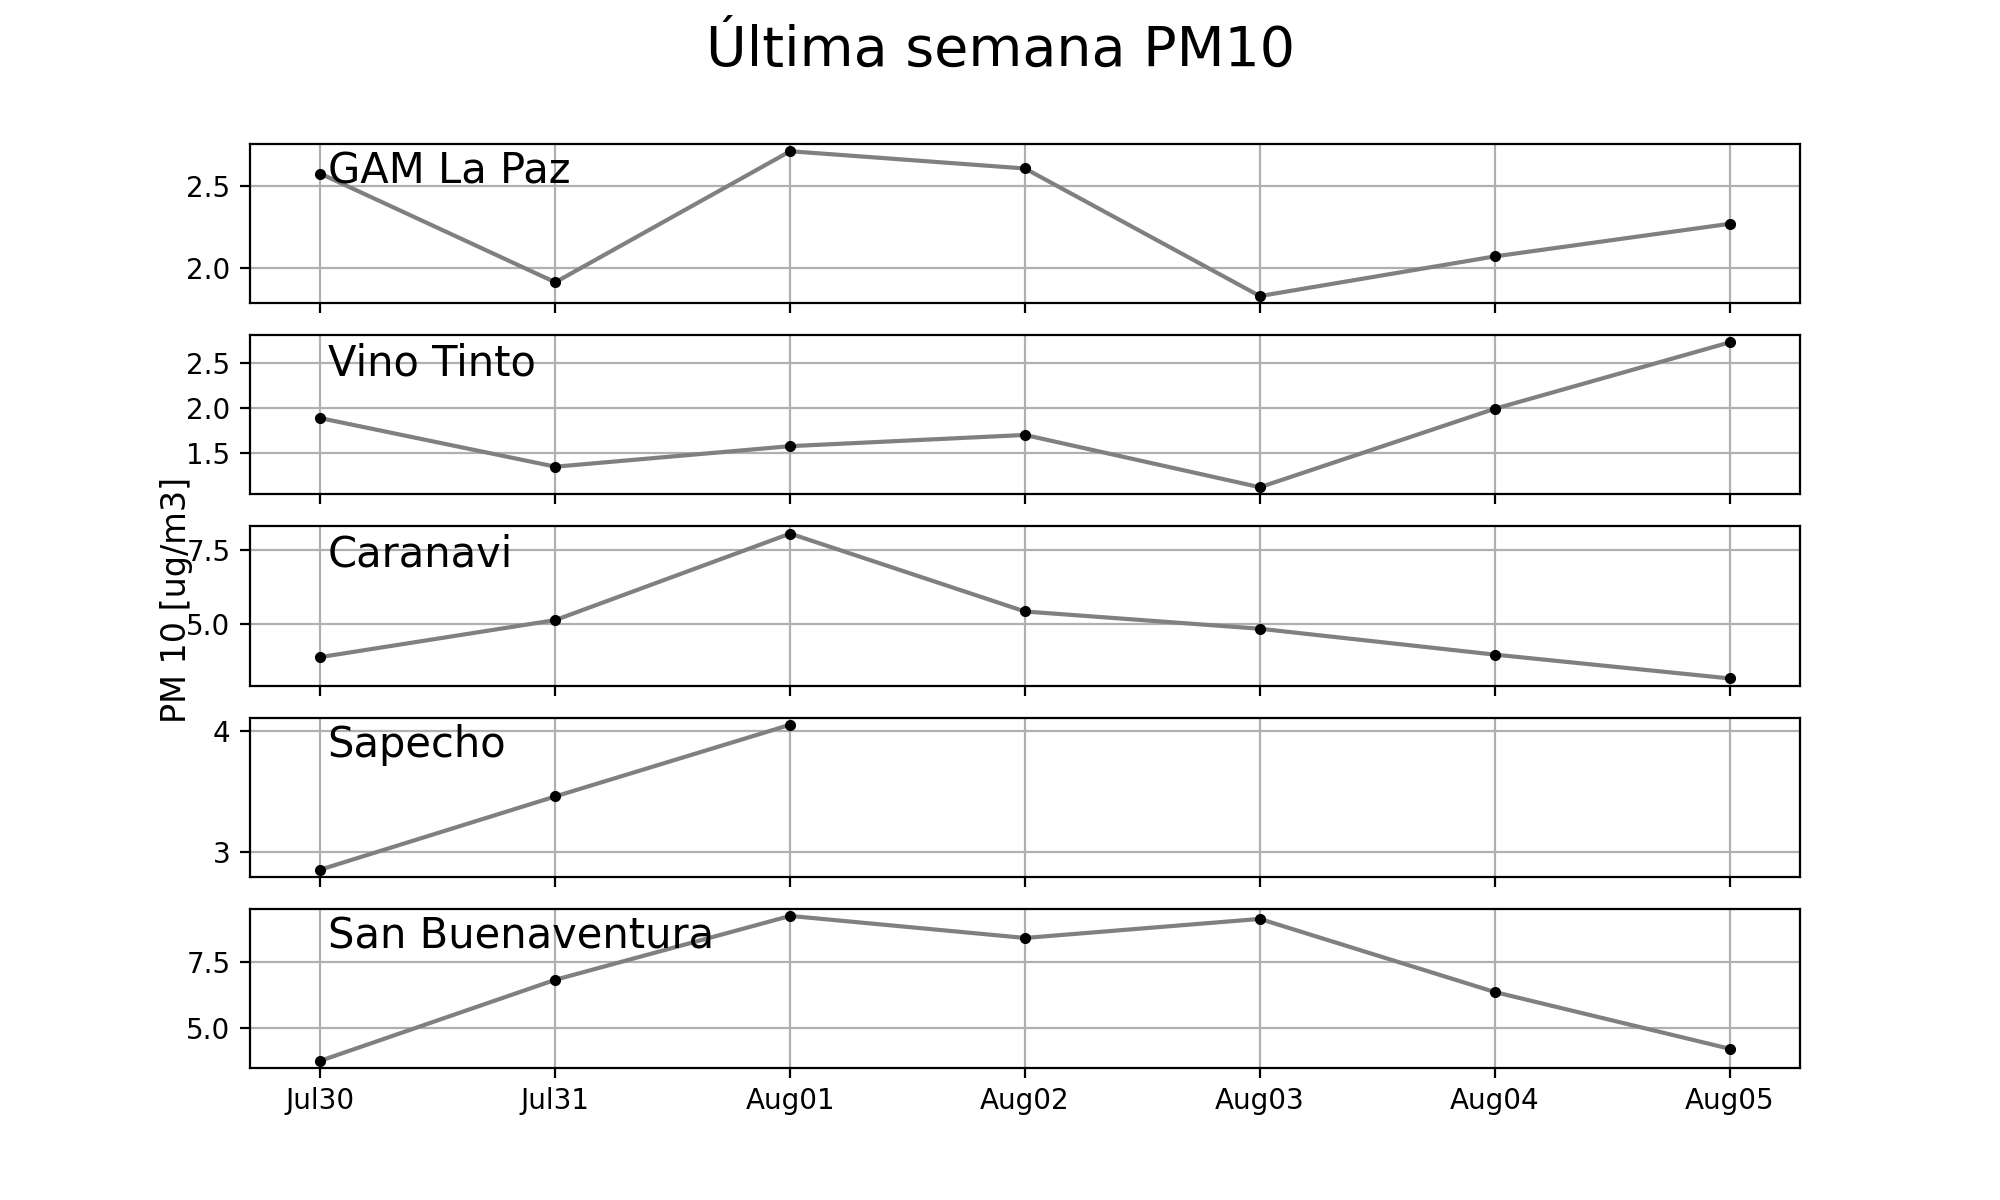 Última semana PM10
PM 10 [ug/m3]
GAM La Paz
2.5
2.0
Vino Tinto
2.5
2.0
1.5
Caranavi
7.5
5.0
Sapecho
4
3
San Buenaventura
7.5
5.0
Jul30 Jul31 Aug01 Aug02 Aug03 Aug04 Aug05